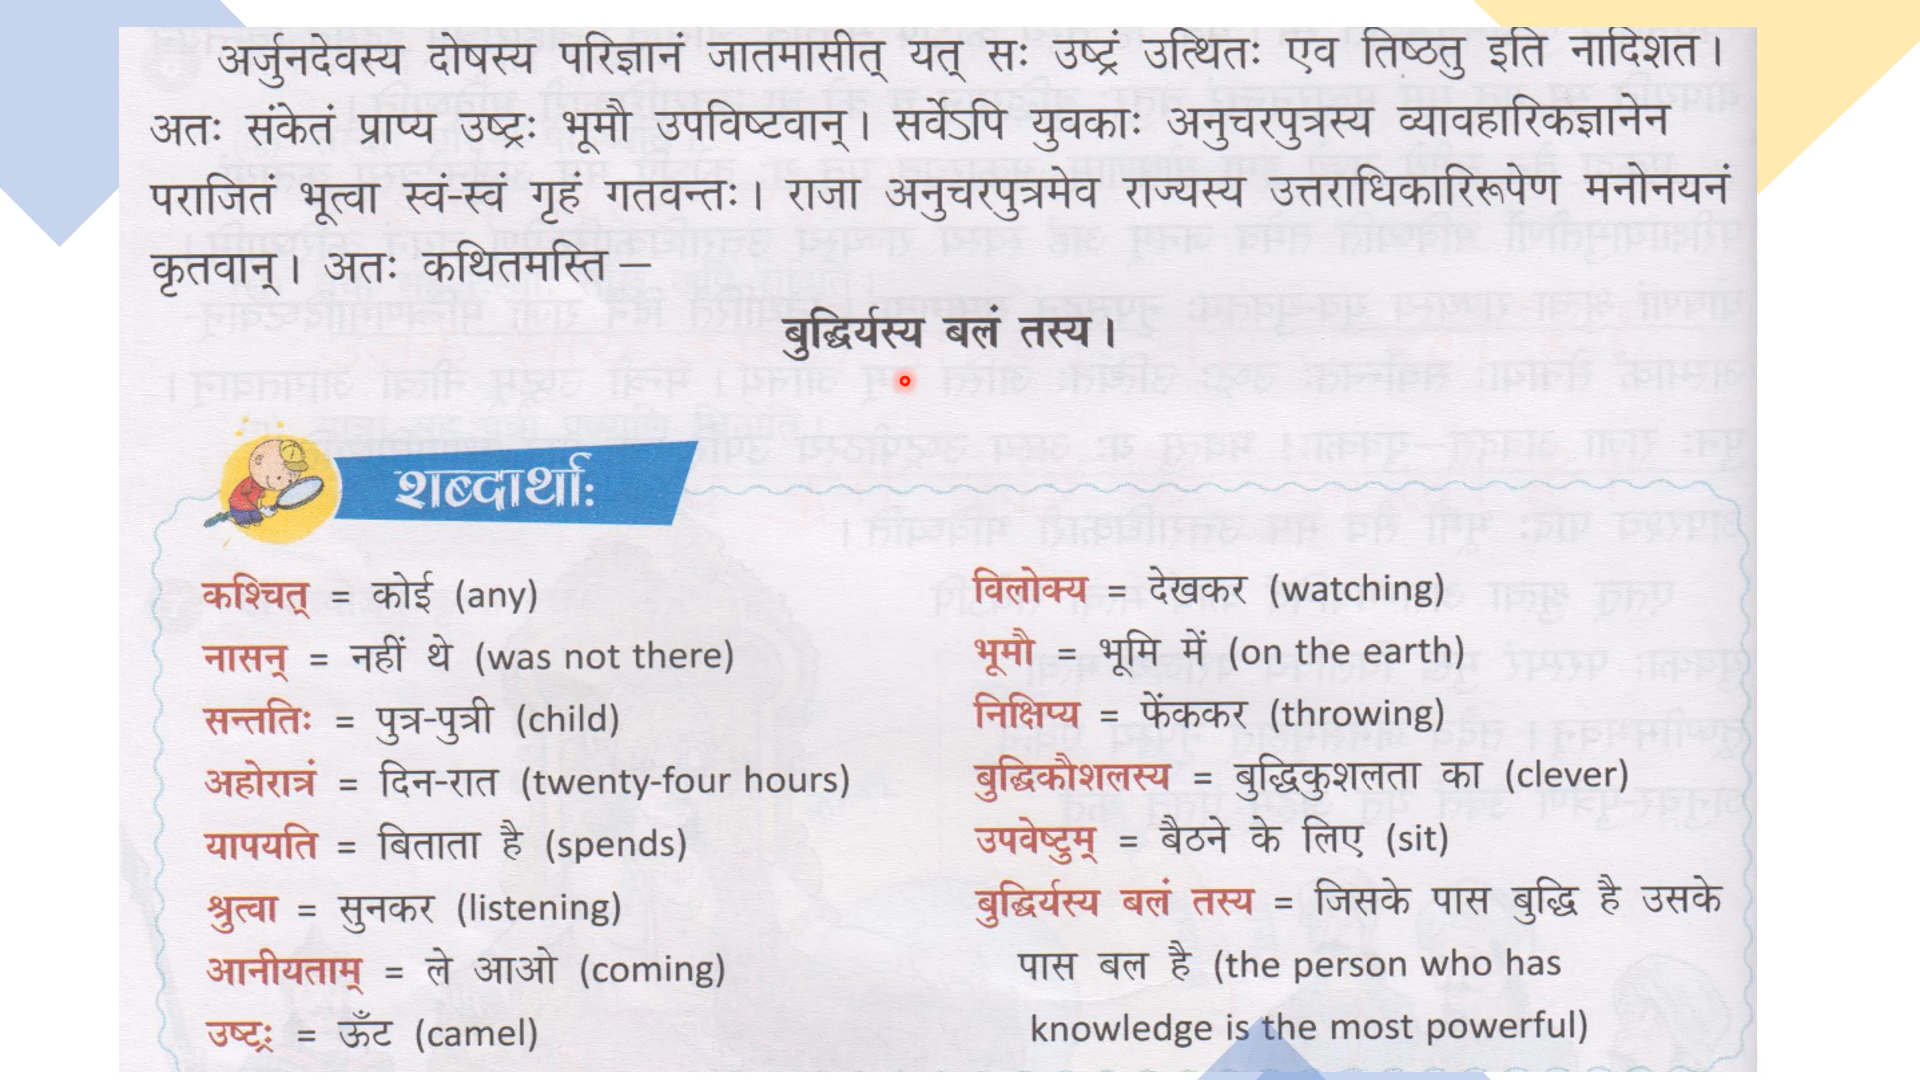 अर्जुनदेवस्य दोषस्य परिज्ञानं जातमासीत् यत् सः उष्ट्रं उत्थितः एव तिष्ठतु इति नादिशत।
अतः संकेतं प्राप्य उष्ट्रः भूमौ उपविष्टवान्। सर्वेऽपि युवकाः अनुचरपुत्रस्य व्यावहारिकज्ञानेन
पराजितं भूत्वा स्वं-स्वं गृहं गतवन्तः। राजा अनुचरपुत्रमेव राज्यस्य उत्तराधिकारिरूपेण मनोनयनं
कृतवान्। अतः कथितमस्ति –
बुद्धिर्यस्य बलं तस्य।
शब्दार्थाः
कश्चित् = कोई (any)
नासन् = नहीं थे (was not there)
सन्ततिः = पुत्र-पुत्री (child)
अहोरात्रं = दिन-रात (twenty-four hours)
यापयति = बिताता है (spends)
श्रुत्वा = सुनकर (listening)
आनीयताम् = ले आओ (coming)
उष्ट्रः = ऊँट (camel)
विलोक्य = देखकर (watching)
भूमौ = भूमि में (on the earth)
निक्षिप्य = फेंककर (throwing)
बुद्धिकौशलस्य = बुद्धिकुशलता का (clever)
उपवेष्टुम् = बैठने के लिए (sit)
बुद्धिर्यस्य बलं तस्य = जिसके पास बुद्धि है उसके
पास बल है (the person who has
knowledge is the most powerful)